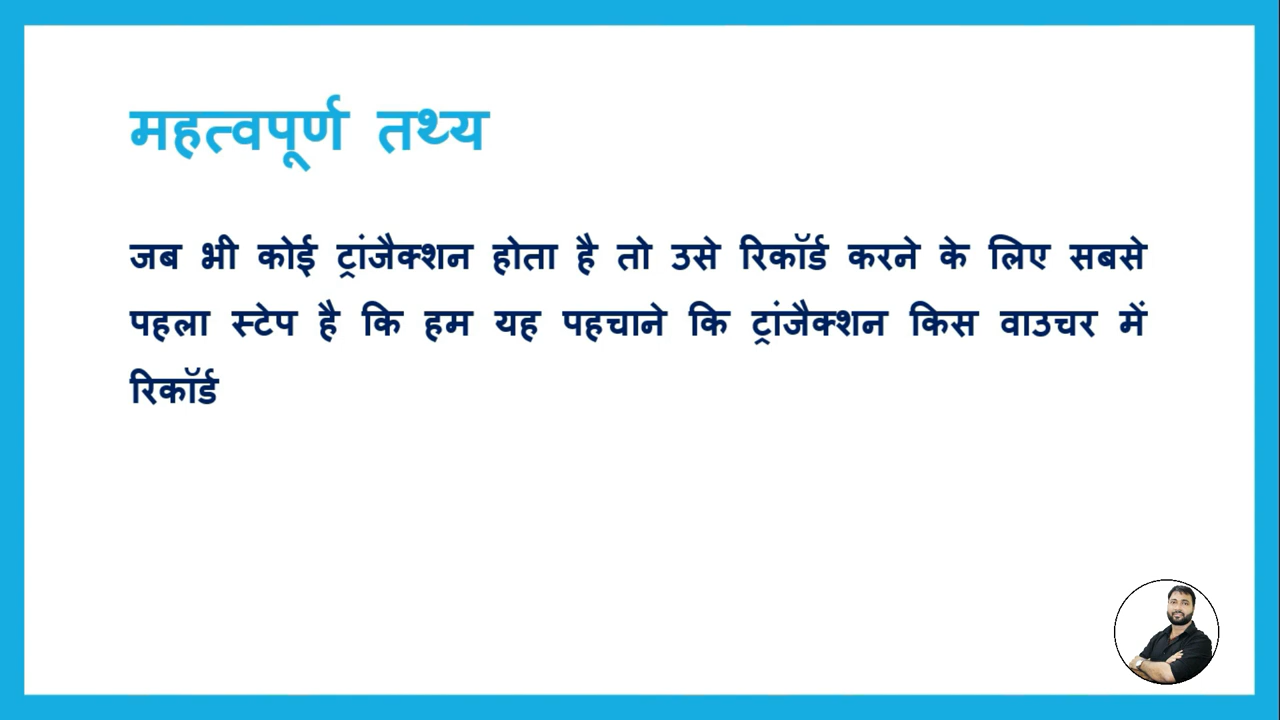 महत्वपूर्ण तथ्य
जब भी कोई ट्रांजैक्शन होता है तो उसे रिकॉर्ड करने के लिए सबसे
पहला स्टेप है कि हम यह पहचाने कि ट्रांजैक्शन किस वाउचर में
रिकॉर्ड